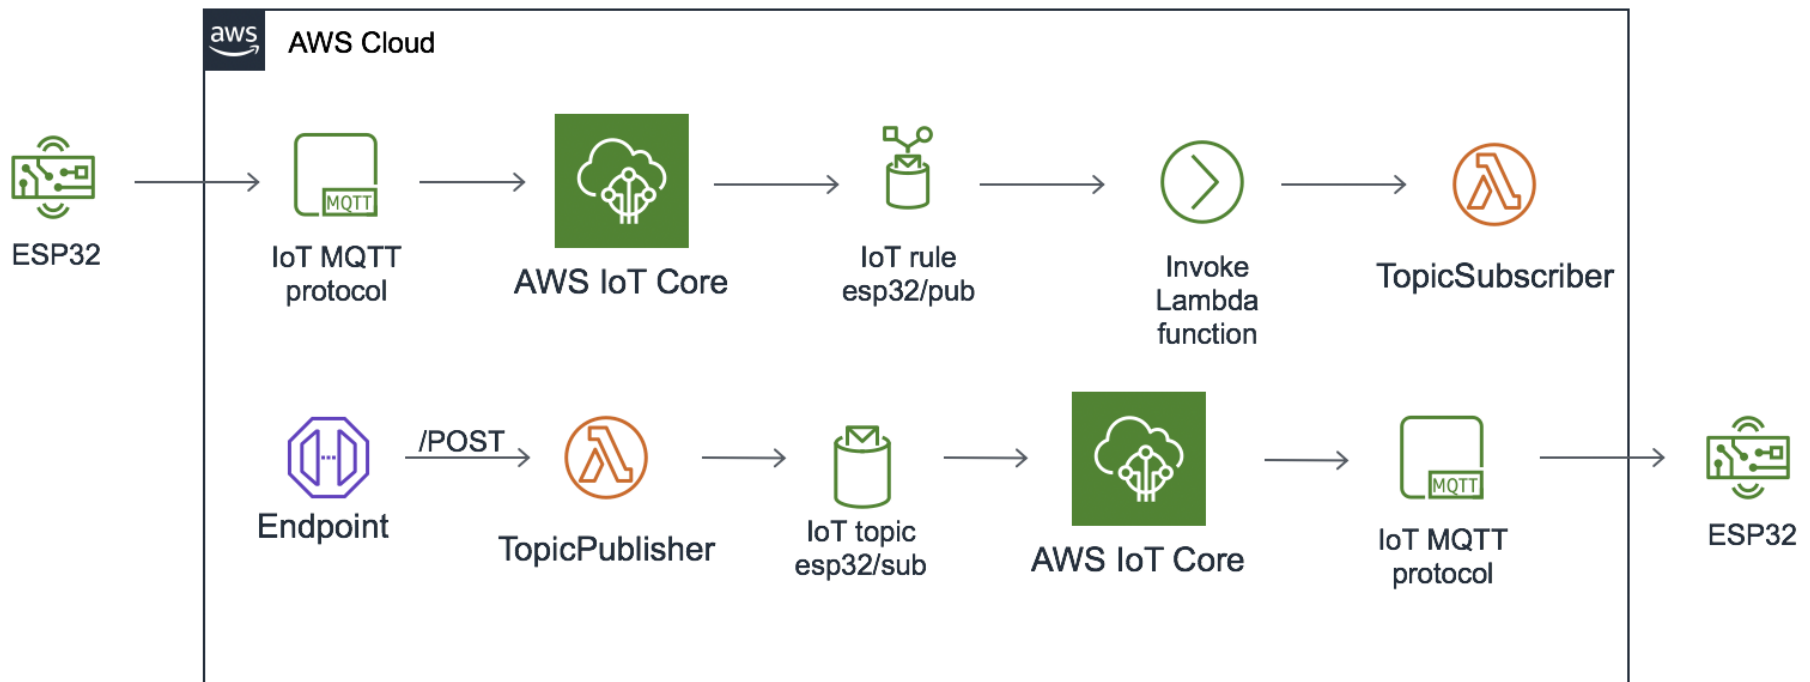 aws
AWS Cloud
MQTT
ESP32
IoT MQTT
protocol
AWS IoT Core
IoT rule
esp32/pub
Invoke
Lambda
function
TopicSubscriber
/POST
Endpoint
TopicPublisher
IoT topic
esp32/sub
AWS IoT Core
MQTT
IoT MQTT
protocol
ESP32